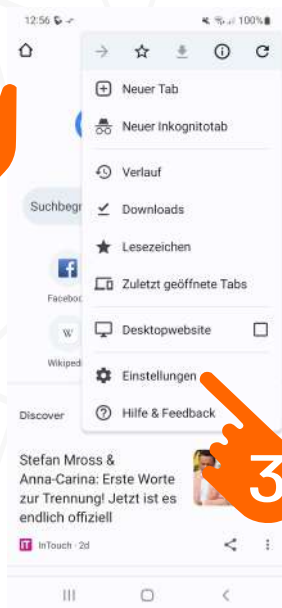 12:56
100%
Neuer Tab
Neuer Inkognitotab
Verlauf
Suchbegr
Downloads
Lesezeichen
Zuletzt geöffnete Tabs
Facebo
Desktopwebsite
W
Wikiped
Einstellungen
Hilfe & Feedback
Discover
Stefan Mross &
Anna-Carina: Erste Worte
zur Trennung! Jetzt ist es
endlich offiziell
3
InTouch · 2d